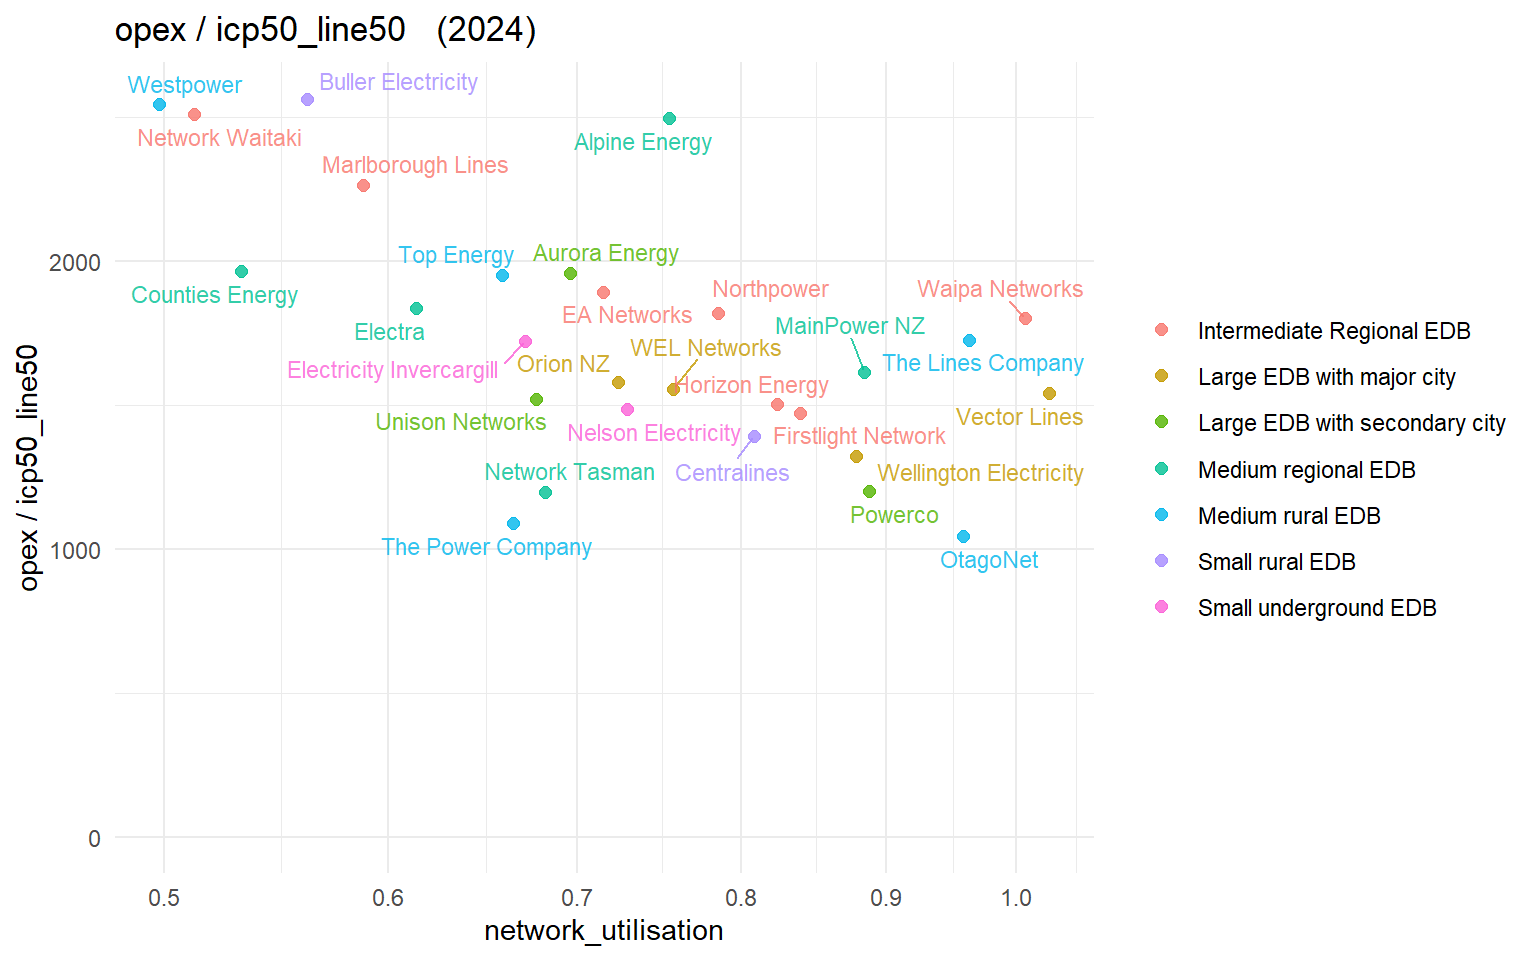 opex / icp50_line50 (2024)
Westpower
Buller Electricity
Network Waitaki
Alpine Energy
Marlborough Lines
Top Energy
Aurora Energy
Counties Energy
Northpower
Waipa Networks
EA Networks
MainPower NZ
Electra
WEL Networks
Electricity Invercargill
Orion NZ
The Lines Company
Horizon Energy
Unison Networks
Vector Lines
Nelson Electricity
Firstlight Network
Network Tasman
Centralines
Wellington Electricity
Powerco
The Power Company
OtagoNet
2000
1000
0
opex / icp50_line50
0.5
0.6
0.7
0.8
0.9
1.0
network_utilisation
Intermediate Regional EDB
Large EDB with major city
Large EDB with secondary city
Medium regional EDB
Medium rural EDB
Small rural EDB
Small underground EDB